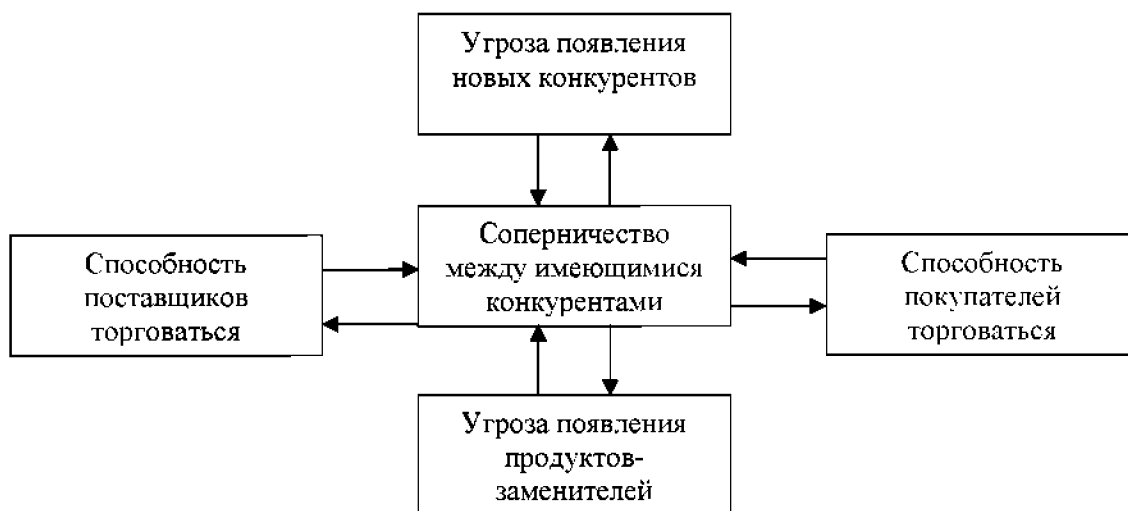 Угроза появления
новых конкурентов
Способность
поставщиков
торговаться
Соперничество
между имеющимися
конкурентами
Способность
покупателей
торговаться
Угроза появления
продуктов-
заменителей